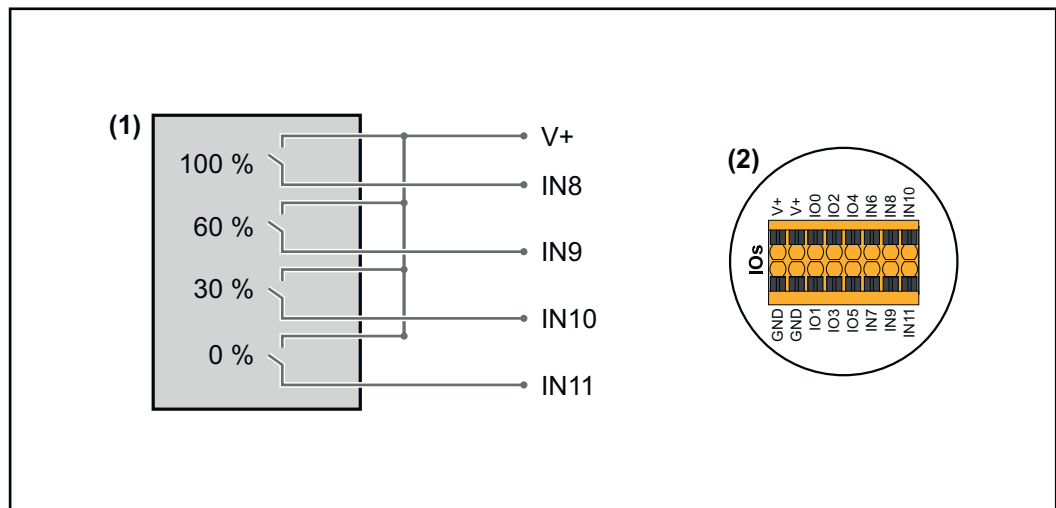 (1)
V+
100 %
IN8
60 %
IN9
30 %
IN10
0 %
IN11
(2)
V+ V+ IO0 IO2 IO4 IN6 IN8 IN10
IOs
GND GND IO1 IO3 IO5 IN7 IN9 IN11